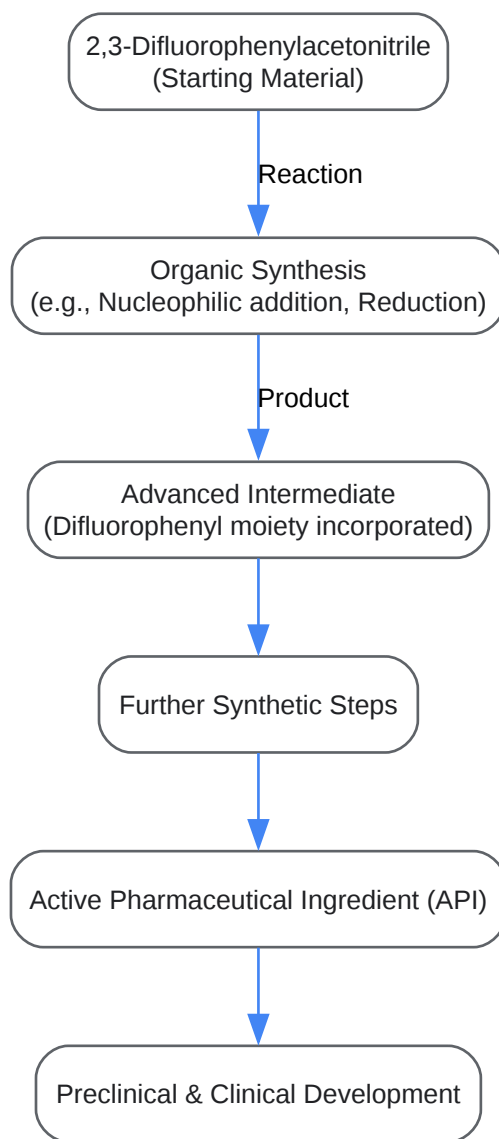 2,3-Difluorophenylacetonitrile
(Starting Material)
Reaction
Organic Synthesis
(e.g., Nucleophilic addition, Reduction)
Product
Advanced Intermediate
(Difluorophenyl moiety incorporated)
Further Synthetic Steps
Active Pharmaceutical Ingredient (API)
Preclinical & Clinical Development